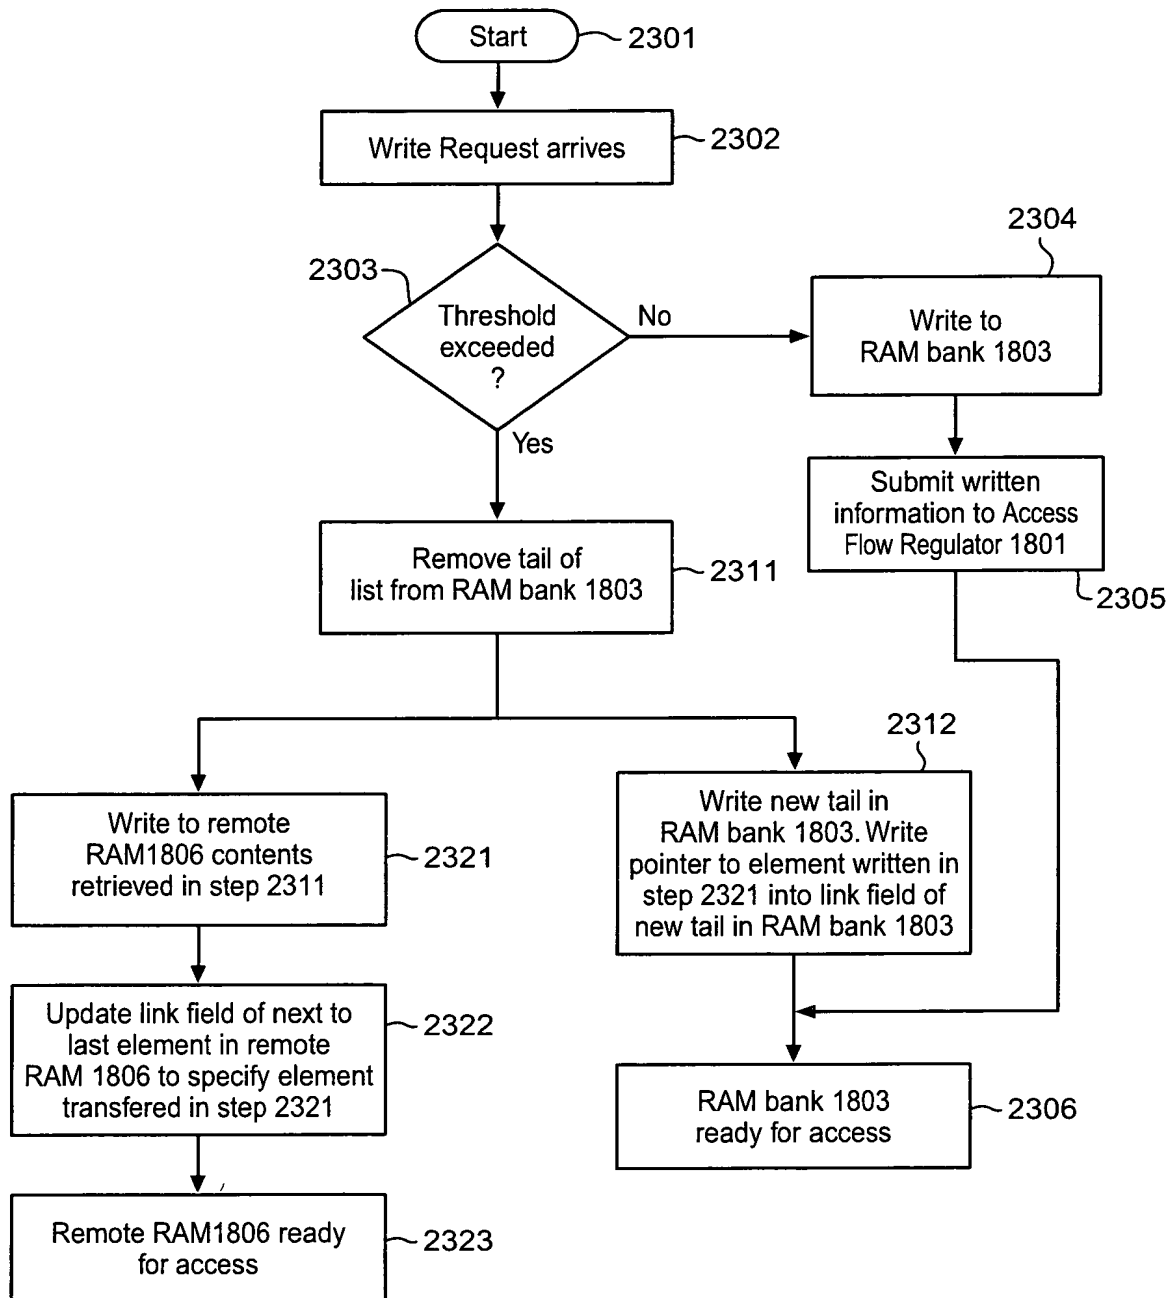 Start
2301
Write Request arrives
2302
2303
Threshold
exceeded
?
No
Yes
2304
Write to
RAM bank 1803
Submit written
information to Access
Flow Regulator 1801
2305
Remove tail of
list from RAM bank 1803
2311
2312
Write new tail in
RAM bank 1803. Write
pointer to element written in
step 2321 into link field of
new tail in RAM bank 1803
Write to remote
RAM1806 contents
retrieved in step 2311
2321
Update link field of next to
last element in remote
RAM 1806 to specify element
transfered in step 2321
2322
RAM bank 1803
ready for access
2306
Remote RAM1806 ready
for access
2323